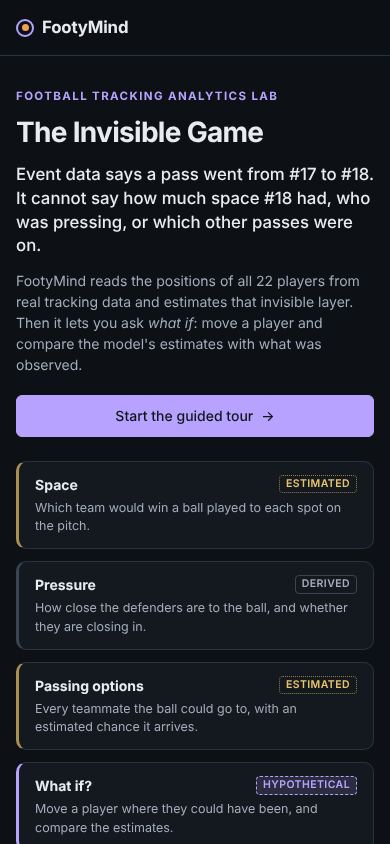 FootyMind
FOOTBALL TRACKING ANALYTICS LAB
The Invisible Game
Event data says a pass went from #17 to #18.
It cannot say how much space #18 had, who
was pressing, or which other passes were
on.
FootyMind reads the positions of all 22 players from
real tracking data and estimates that invisible layer.
Then it lets you ask what if: move a player and
compare the model's estimates with what was
observed.
Start the guided tour →
Space ESTIMATED
Which team would win a ball played to each spot on
the pitch.
Pressure DERIVED
How close the defenders are to the ball, and whether
they are closing in.
Passing options ESTIMATED
Every teammate the ball could go to, with an
estimated chance it arrives.
What if? HYPOTHETICAL
Move a player where they could have been, and
compare the estimates.